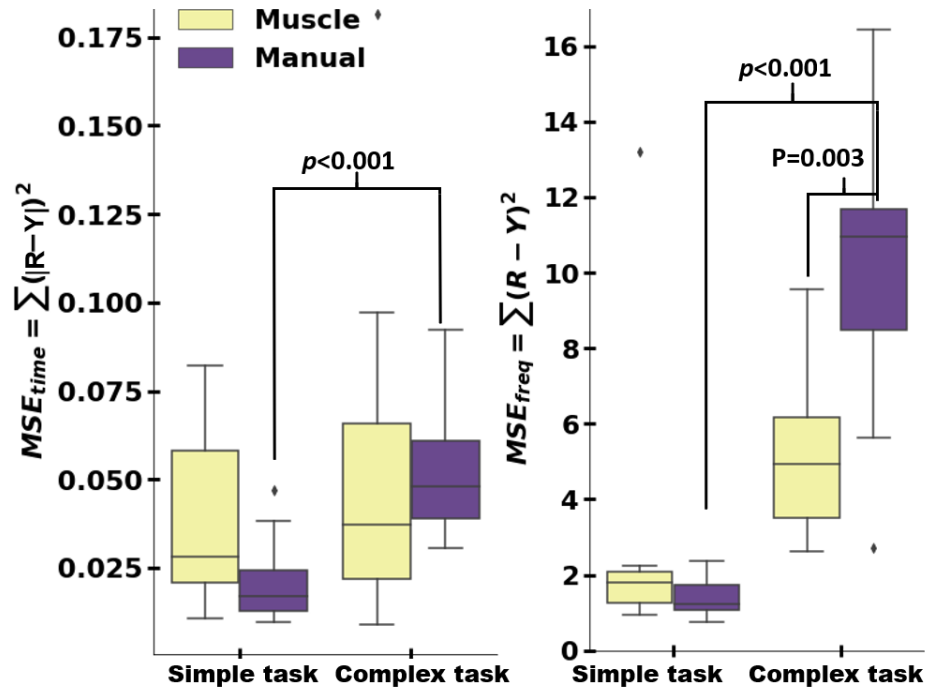 Muscle
Manual
MSE_time = ∑(|R−Y|)²
0.175
0.150
0.125
0.100
0.075
0.050
0.025
p<0.001
Simple task Complex task
MSE_freq = ∑(R − Y)²
16
14
12
10
8
6
4
2
0
p<0.001
P=0.003
Simple task Complex task